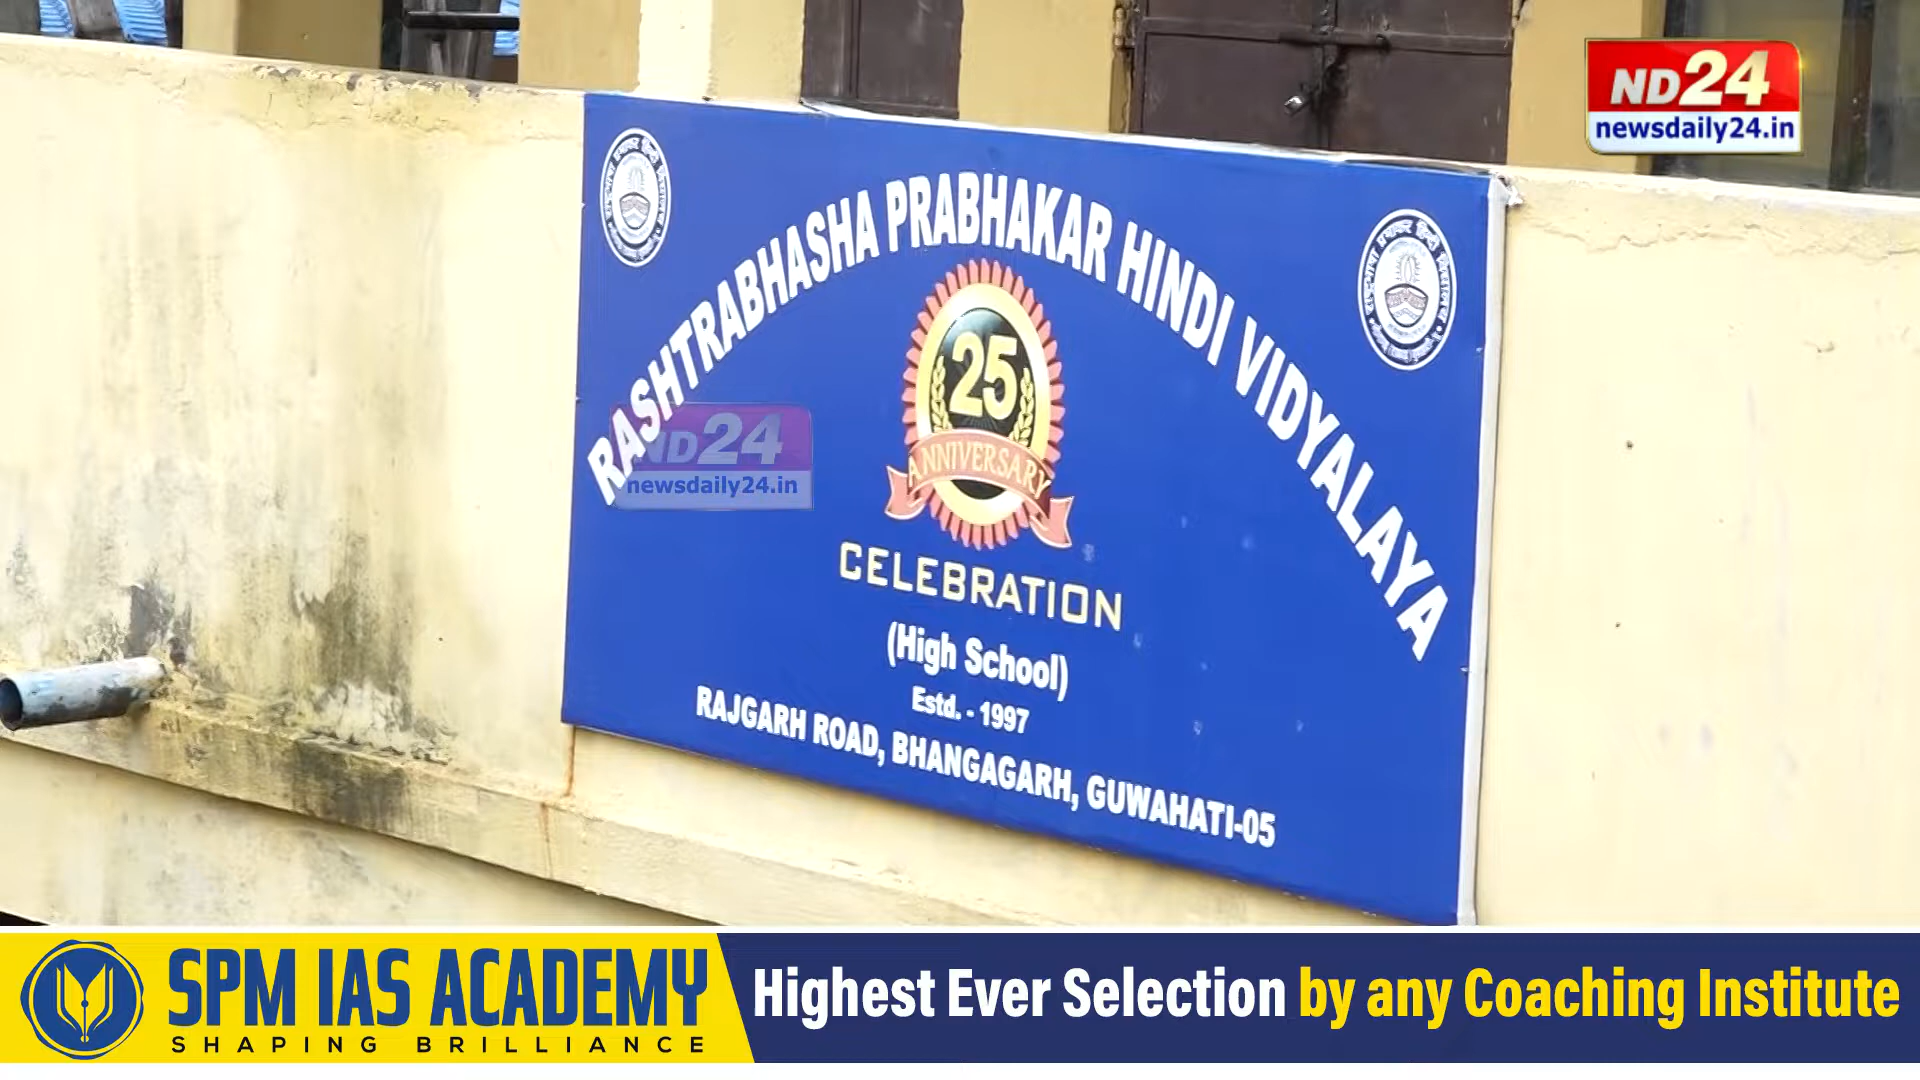 ND24
newsdaily24.in
RASHTRABHASHA PRABHAKAR HINDI VIDYALAYA
25
ANNIVERSARY
ND24
newsdaily24.in
CELEBRATION
(High School)
Estd. - 1997
RAJGARH ROAD, BHANGAGARH, GUWAHATI-05
SPM IAS ACADEMY
SHAPING BRILLIANCE
Highest Ever Selection by any Coaching Institute